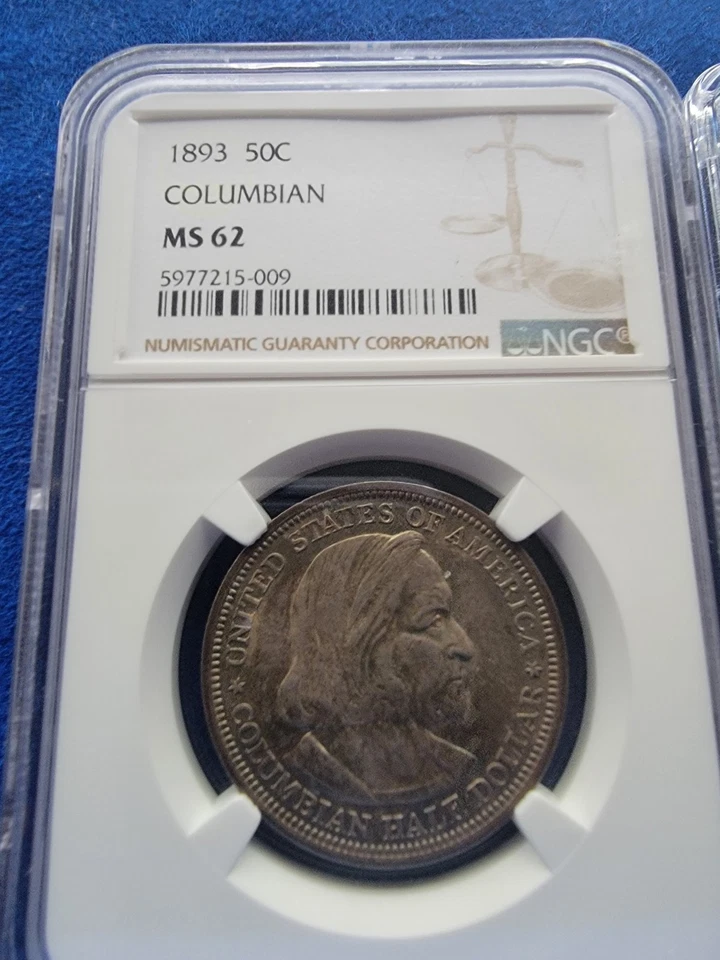 1893 50C
COLUMBIAN
MS 62
5977215-009
NUMISMATIC GUARANTY CORPORATION
NGC®
UNITED STATES OF AMERICA
★ COLUMBIAN HALF DOLLAR ★